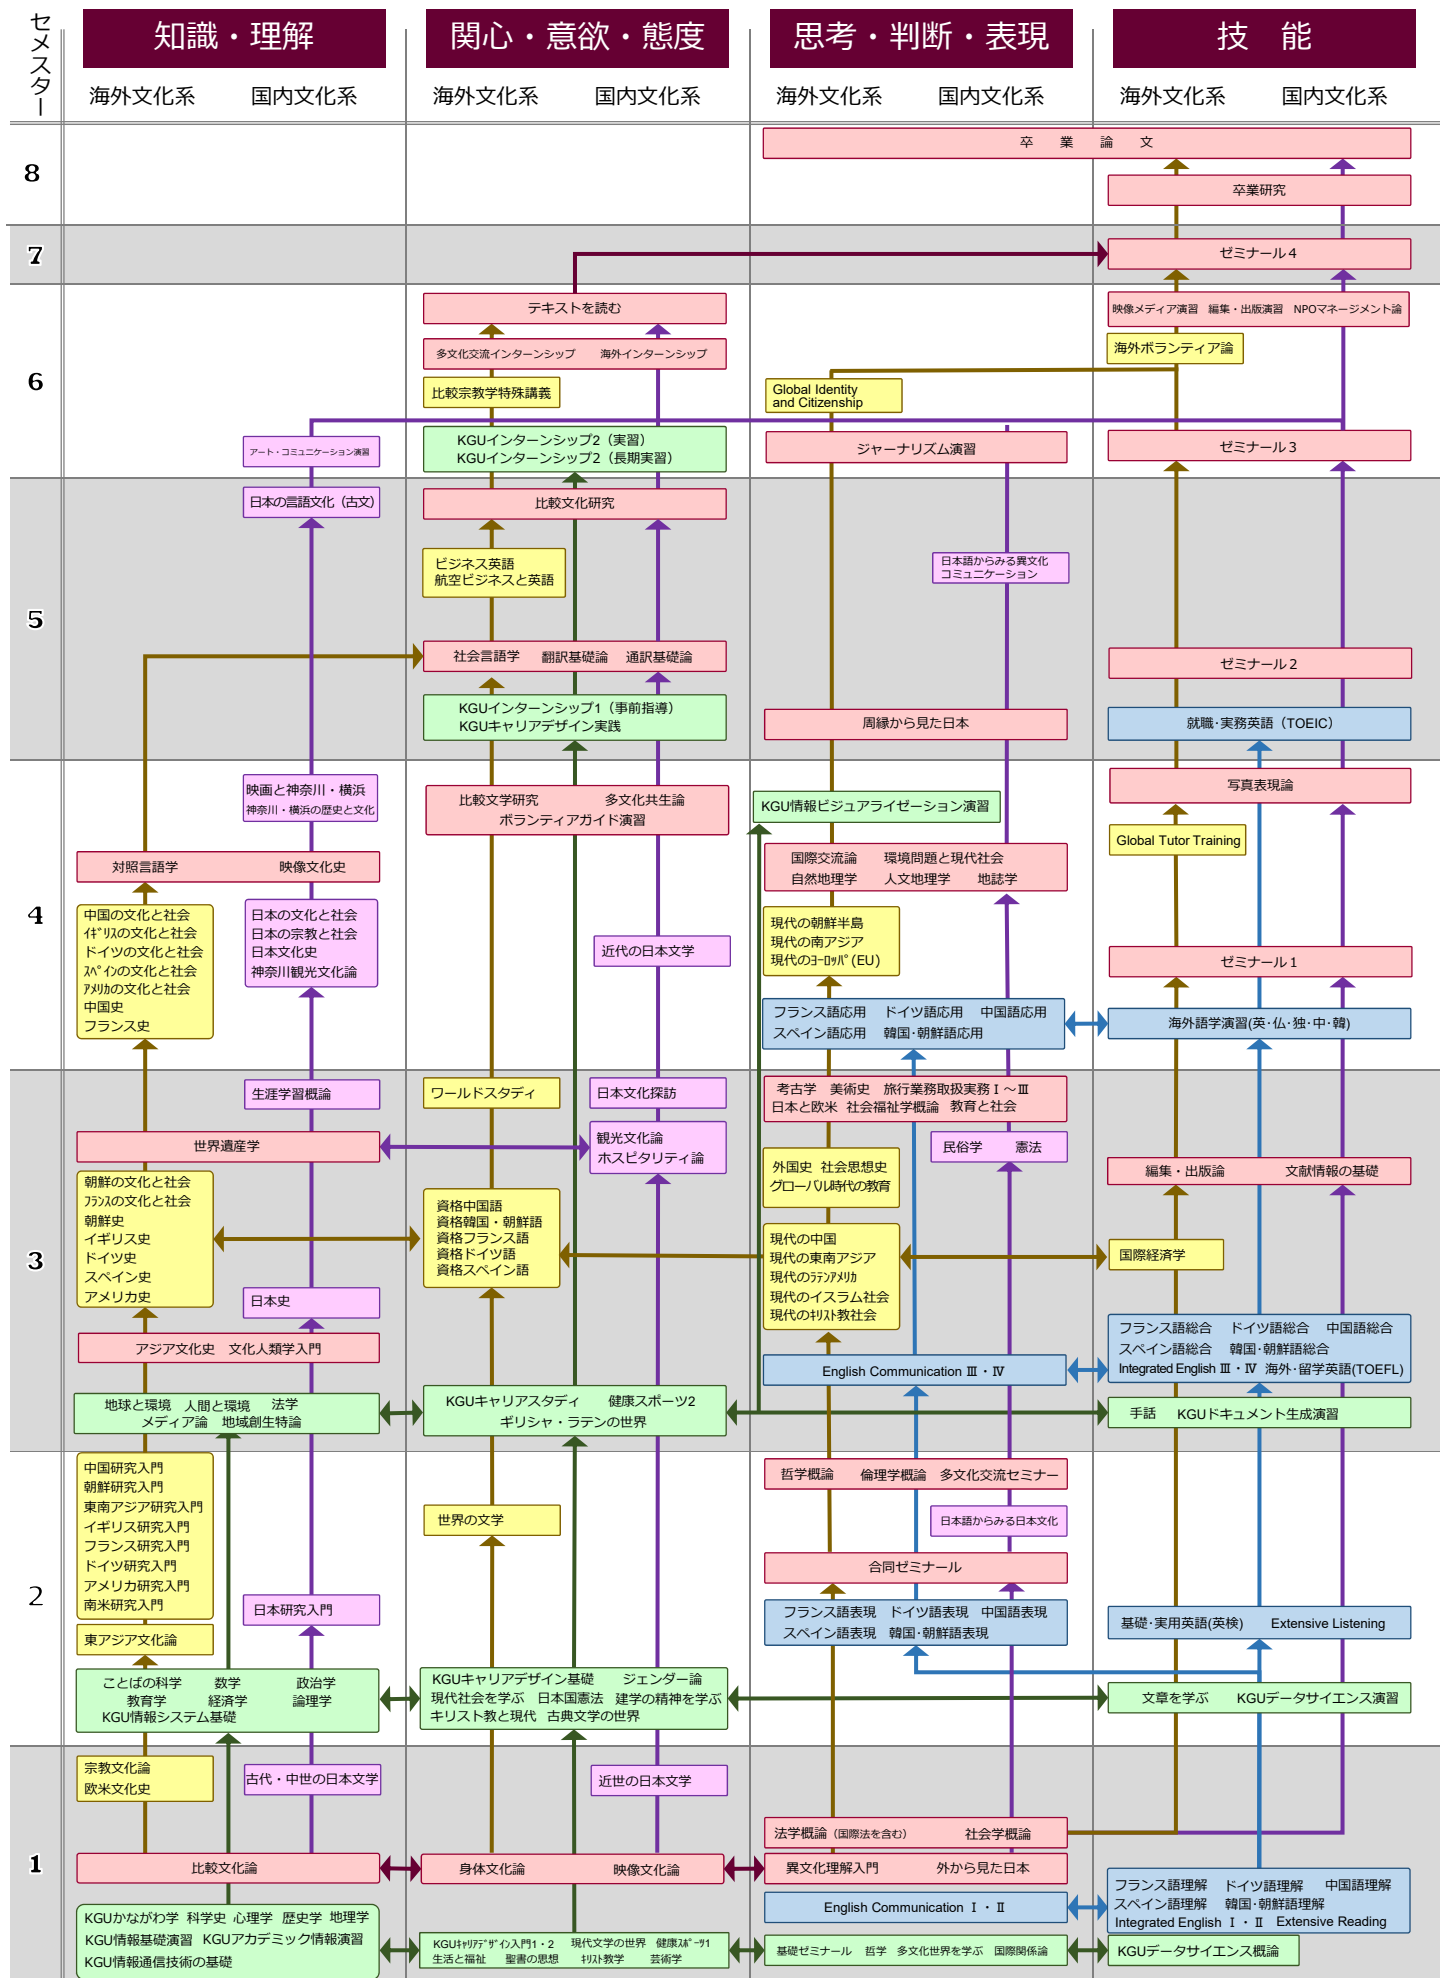 セメスター
知識・理解
関心・意欲・態度
思考・判断・表現
技　能
海外文化系　国内文化系
海外文化系　国内文化系
海外文化系　国内文化系
海外文化系　国内文化系
8
卒　業　論　文
卒業研究
7
ゼミナール４
6
テキストを読む
多文化交流インターンシップ　海外インターンシップ
比較宗教学特殊講義
KGUインターンシップ2（実習）
KGUインターンシップ2（長期実習）
アート・コミュニケーション演習
Global Identity
and Citizenship
ジャーナリズム演習
映像メディア演習　編集・出版演習　NPOマネージメント論
海外ボランティア論
ゼミナール３
5
日本の言語文化（古文）
比較文化研究
ビジネス英語
航空ビジネスと英語
社会言語学　翻訳基礎論　通訳基礎論
KGUインターンシップ1（事前指導）
KGUキャリアデザイン実践
日本語からみる異文化
コミュニケーション
周縁から見た日本
ゼミナール２
就職・実務英語（TOEIC）
4
映画と神奈川・横浜
神奈川・横浜の歴史と文化
対照言語学　映像文化史
中国の文化と社会
ｲｷﾞﾘｽの文化と社会
ドイツの文化と社会
ｽﾍﾟｲﾝの文化と社会
ｱﾒﾘｶの文化と社会
中国史
フランス史
日本の文化と社会
日本の宗教と社会
日本文化史
神奈川観光文化論
比較文学研究　多文化共生論
ボランティアガイド演習
近代の日本文学
KGU情報ビジュアライゼーション演習
国際交流論　環境問題と現代社会
自然地理学　人文地理学　地誌学
現代の朝鮮半島
現代の南アジア
現代のﾖｰﾛｯﾊﾟ(EU)
フランス語応用　ドイツ語応用　中国語応用
スペイン語応用　韓国・朝鮮語応用
写真表現論
Global Tutor Training
ゼミナール１
海外語学演習(英・仏・独・中・韓)
3
生涯学習概論
世界遺産学
朝鮮の文化と社会
ﾌﾗﾝｽの文化と社会
朝鮮史
イギリス史
ドイツ史
スペイン史
アメリカ史
日本史
アジア文化史　文化人類学入門
地球と環境　人間と環境　法学
メディア論　地域創生特論
ワールドスタディ
日本文化探訪
観光文化論
ホスピタリティ論
資格中国語
資格韓国・朝鮮語
資格フランス語
資格ドイツ語
資格スペイン語
KGUキャリアスタディ　健康スポーツ2
ギリシャ・ラテンの世界
考古学　美術史　旅行業務取扱実務Ⅰ～Ⅲ
日本と欧米　社会福祉学概論　教育と社会
民俗学　憲法
外国史　社会思想史
グローバル時代の教育
現代の中国
現代の東南アジア
現代のﾗﾃﾝｱﾒﾘｶ
現代のイスラム社会
現代のｷﾘｽﾄ教社会
English Communication Ⅲ・Ⅳ
編集・出版論　文献情報の基礎
国際経済学
フランス語総合　ドイツ語総合　中国語総合
スペイン語総合　韓国・朝鮮語総合
Integrated English Ⅲ・Ⅳ　海外・留学英語(TOEFL)
手話　KGUドキュメント生成演習
2
中国研究入門
朝鮮研究入門
東南アジア研究入門
イギリス研究入門
フランス研究入門
ドイツ研究入門
アメリカ研究入門
南米研究入門
日本研究入門
東アジア文化論
ことばの科学　数学　政治学
教育学　経済学　論理学
KGU情報システム基礎
世界の文学
KGUキャリアデザイン基礎　ジェンダー論
現代社会を学ぶ　日本国憲法　建学の精神を学ぶ
キリスト教と現代　古典文学の世界
哲学概論　倫理学概論　多文化交流セミナー
日本語からみる日本文化
合同ゼミナール
フランス語表現　ドイツ語表現　中国語表現
スペイン語表現　韓国・朝鮮語表現
基礎・実用英語(英検)　Extensive Listening
文章を学ぶ　KGUデータサイエンス演習
1
宗教文化論
欧米文化史
古代・中世の日本文学
比較文化論
KGUかながわ学　科学史　心理学　歴史学　地理学
KGU情報基礎演習　KGUアカデミック情報演習
KGU情報通信技術の基礎
近世の日本文学
身体文化論　映像文化論
KGUｷｬﾘｱﾃﾞｻﾞｲﾝ入門1・2　現代文学の世界　健康ｽﾎﾟｰﾂ1
生活と福祉　聖書の思想　ｷﾘｽﾄ教学　芸術学
法学概論（国際法を含む）　社会学概論
異文化理解入門　外から見た日本
English Communication Ⅰ・Ⅱ
基礎ゼミナール　哲学　多文化世界を学ぶ　国際関係論
フランス語理解　ドイツ語理解　中国語理解
スペイン語理解　韓国・朝鮮語理解
Integrated English Ⅰ・Ⅱ　Extensive Reading
KGUデータサイエンス概論